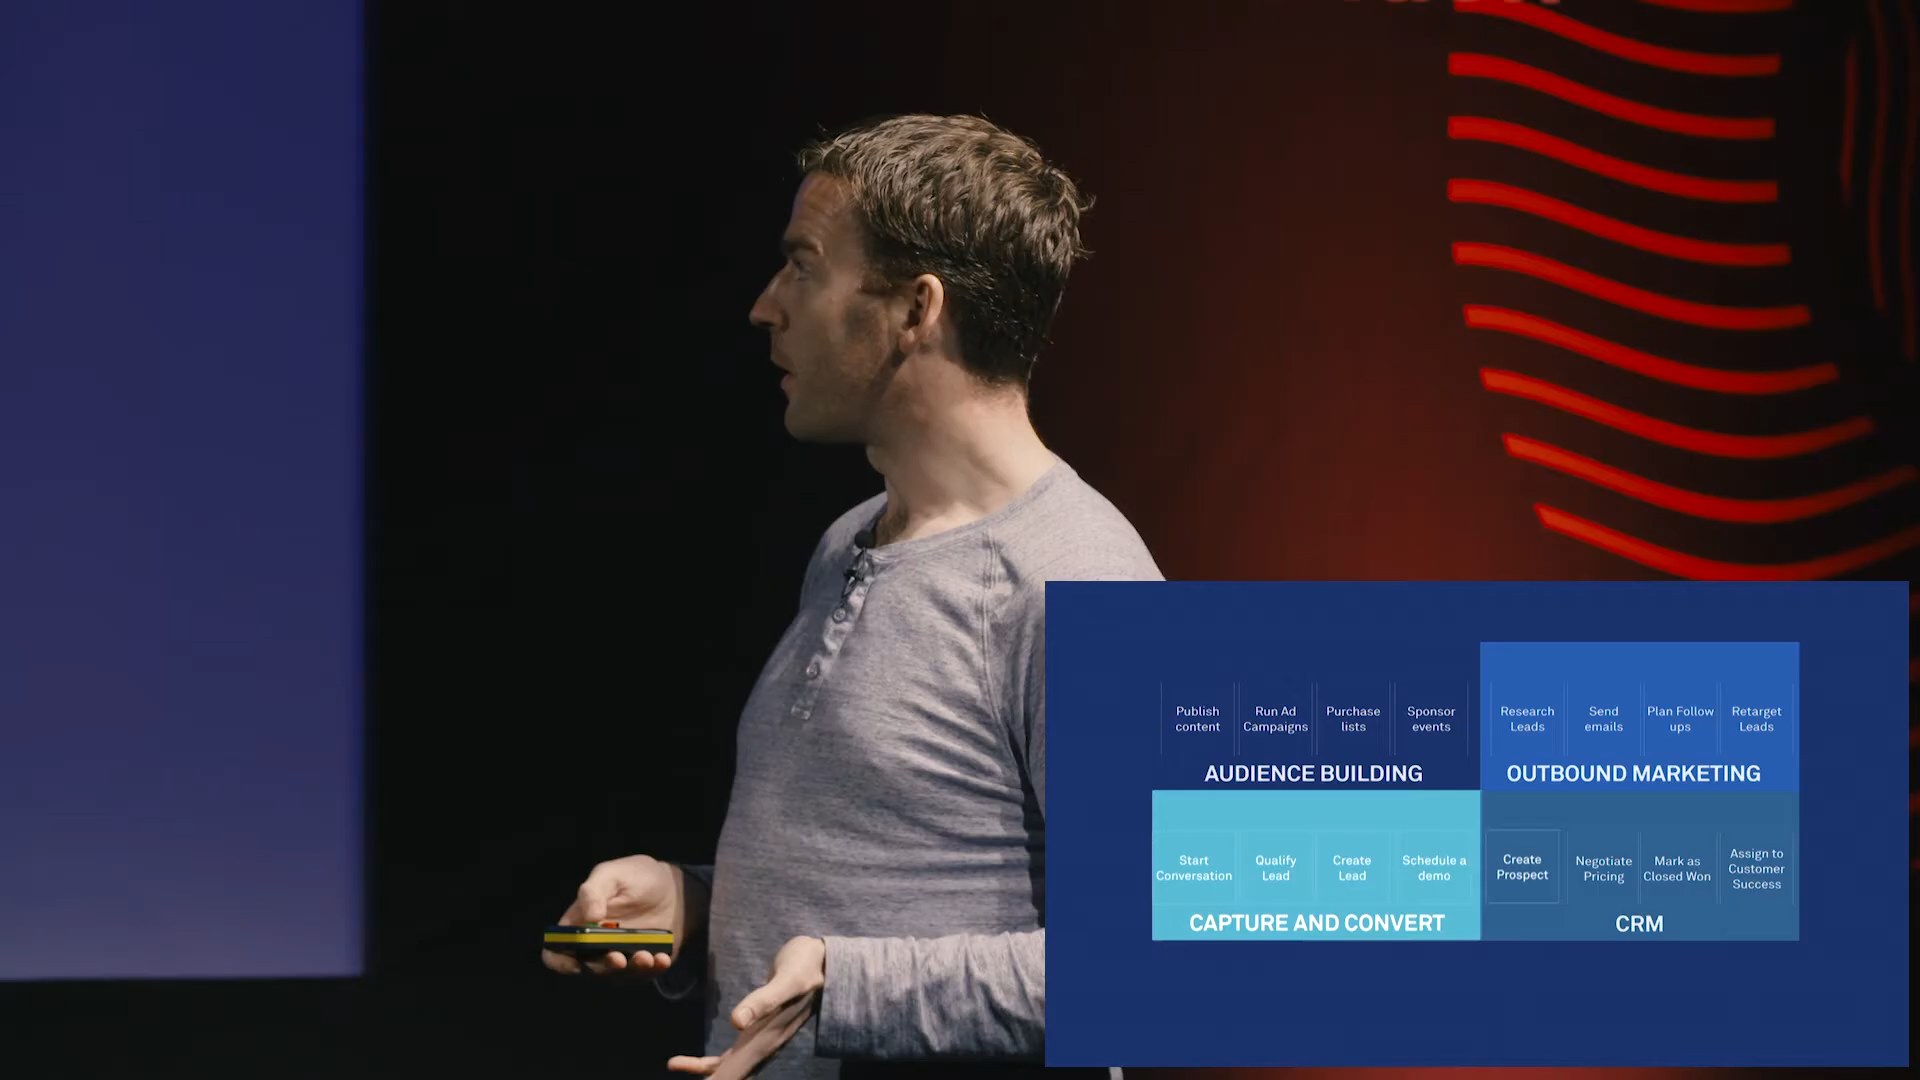 Publish
content
Run Ad
Campaigns
Purchase
lists
Sponsor
events
AUDIENCE BUILDING
Research
Leads
Send
emails
Plan Follow
ups
Retarget
Leads
OUTBOUND MARKETING
Start
Conversation
Qualify
Lead
Create
Lead
Schedule a
demo
CAPTURE AND CONVERT
Create
Prospect
Negotiate
Pricing
Mark as
Closed Won
Assign to
Customer
Success
CRM